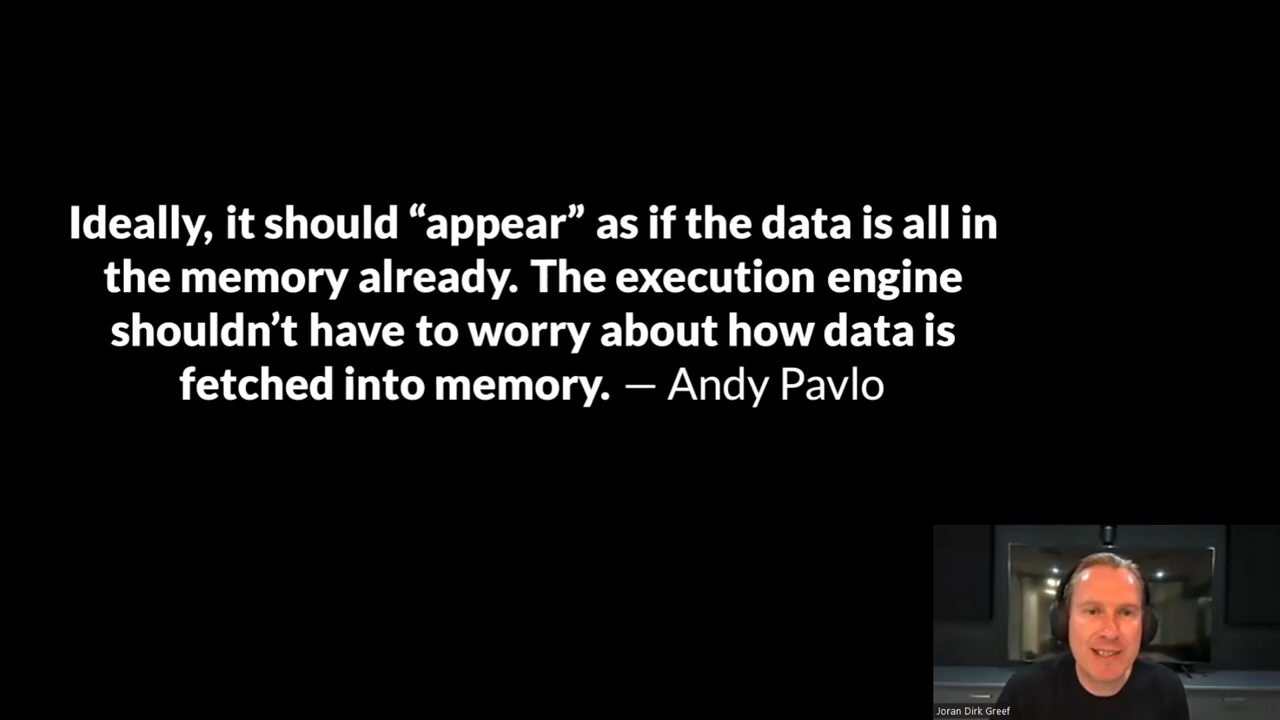 Ideally, it should “appear” as if the data is all in
the memory already. The execution engine
shouldn’t have to worry about how data is
fetched into memory. — Andy Pavlo
Joran Dirk Greef